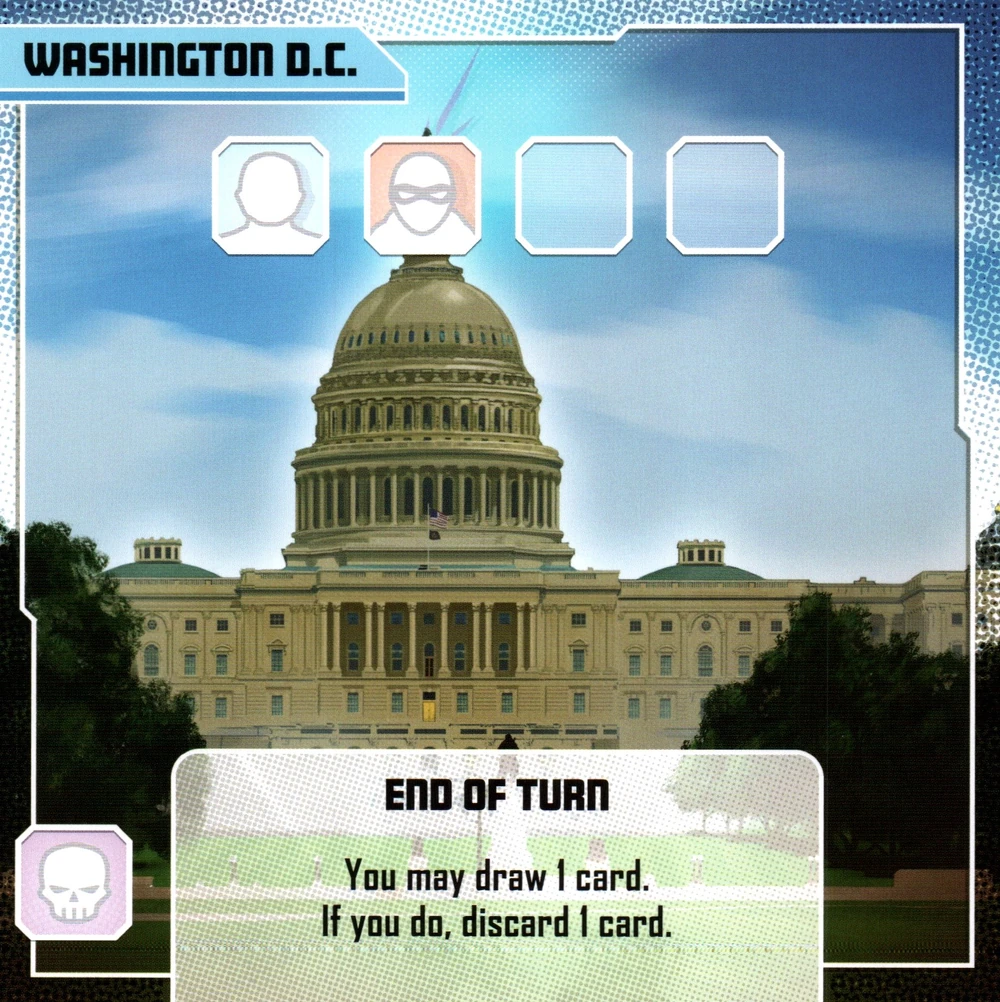 WASHINGTON D.C.
END OF TURN
You may draw 1 card.
If you do, discard 1 card.